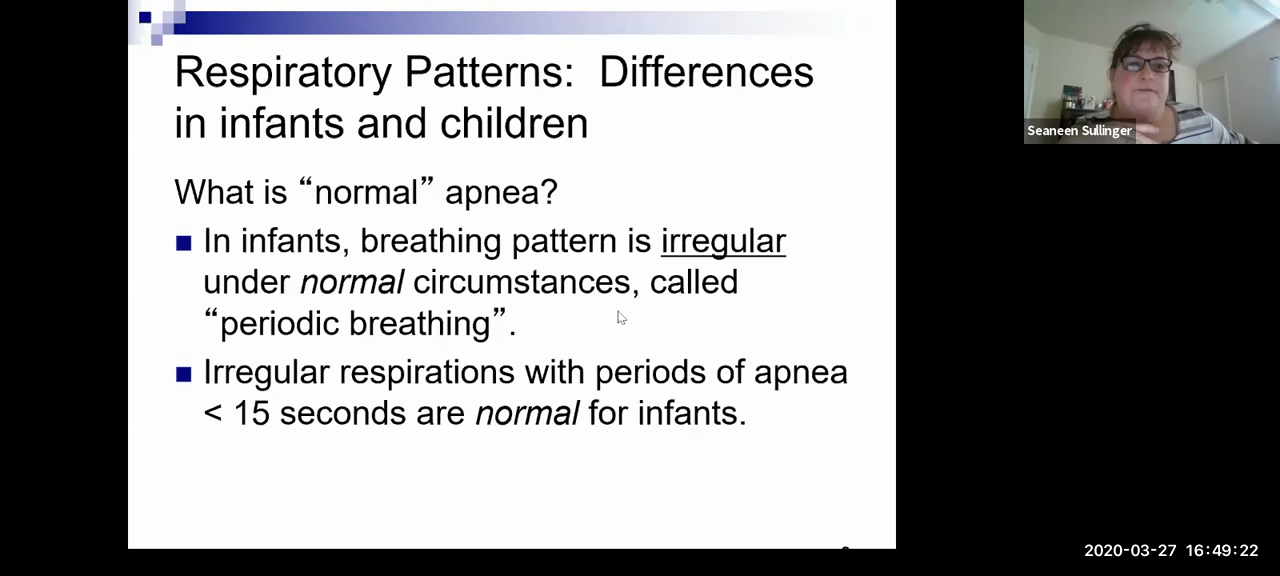 Respiratory Patterns: Differences
in infants and children
What is “normal” apnea?
In infants, breathing pattern is irregular
under normal circumstances, called
“periodic breathing”.
Irregular respirations with periods of apnea
< 15 seconds are normal for infants.
Seaneen Sullinger
2020-03-27 16:49:22